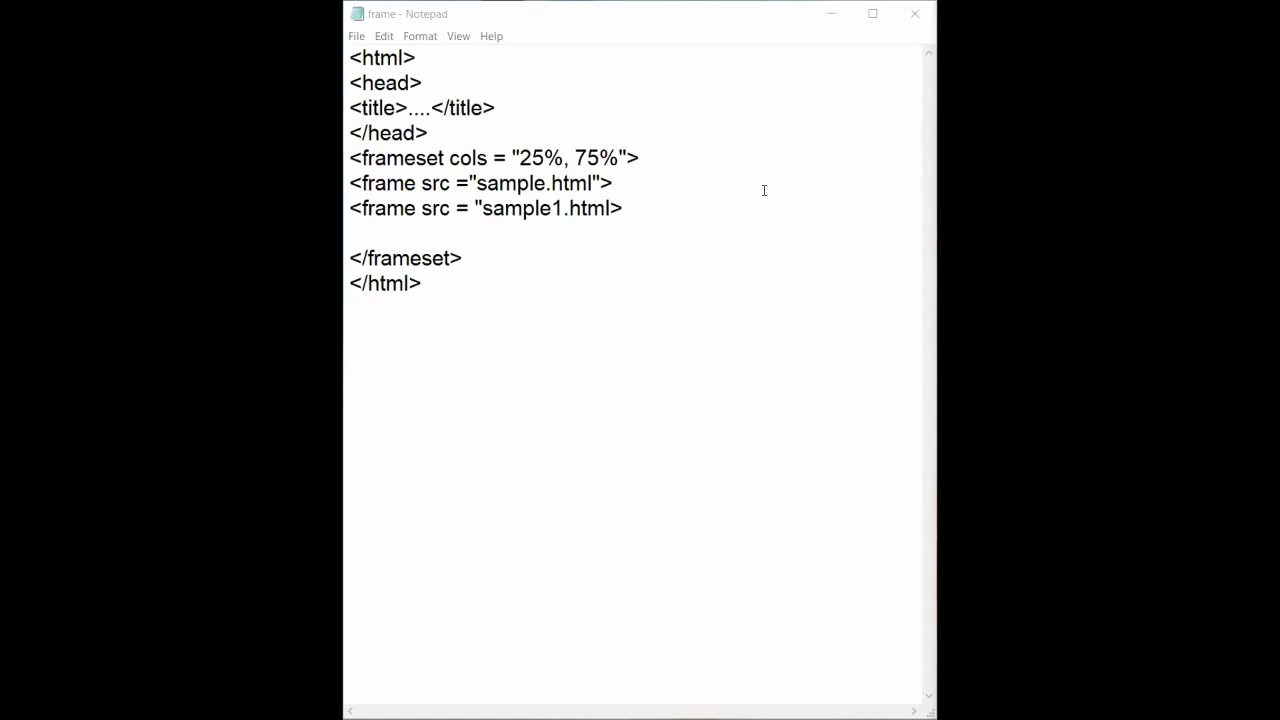 frame - Notepad
File Edit Format View Help
<html>
<head>
<title>....</title>
</head>
<frameset cols = "25%, 75%">
<frame src ="sample.html">
<frame src = "sample1.html>
</frameset>
</html>